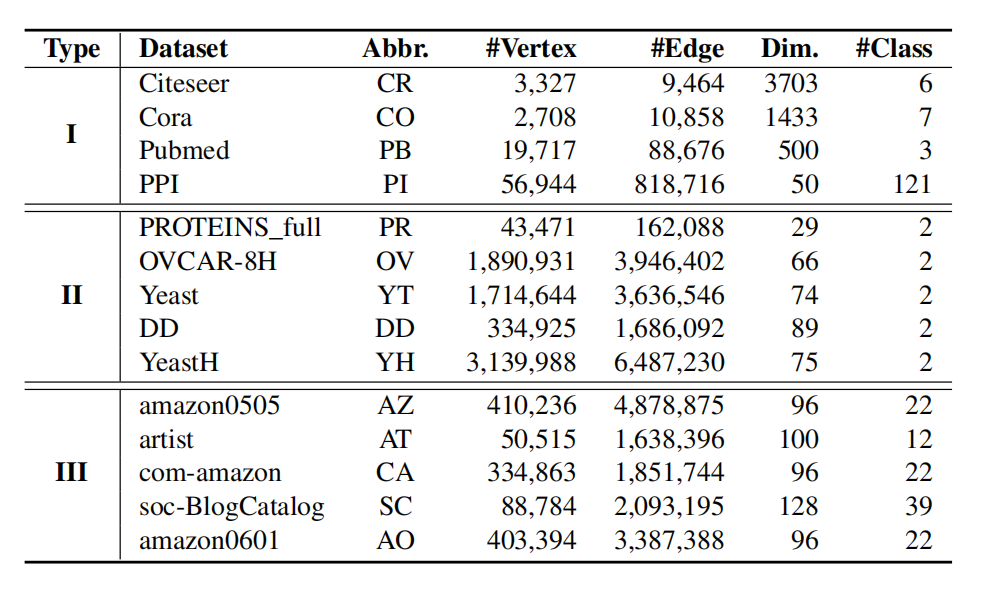 Type Dataset Abbr. #Vertex #Edge Dim. #Class
Citeseer CR 3,327 9,464 3703 6
Cora CO 2,708 10,858 1433 7
I
Pubmed PB 19,717 88,676 500 3
PPI PI 56,944 818,716 50 121
PROTEINS_full PR 43,471 162,088 29 2
OVCAR-8H OV 1,890,931 3,946,402 66 2
II Yeast YT 1,714,644 3,636,546 74 2
DD DD 334,925 1,686,092 89 2
YeastH YH 3,139,988 6,487,230 75 2
amazon0505 AZ 410,236 4,878,875 96 22
artist AT 50,515 1,638,396 100 12
III com-amazon CA 334,863 1,851,744 96 22
soc-BlogCatalog SC 88,784 2,093,195 128 39
amazon0601 AO 403,394 3,387,388 96 22